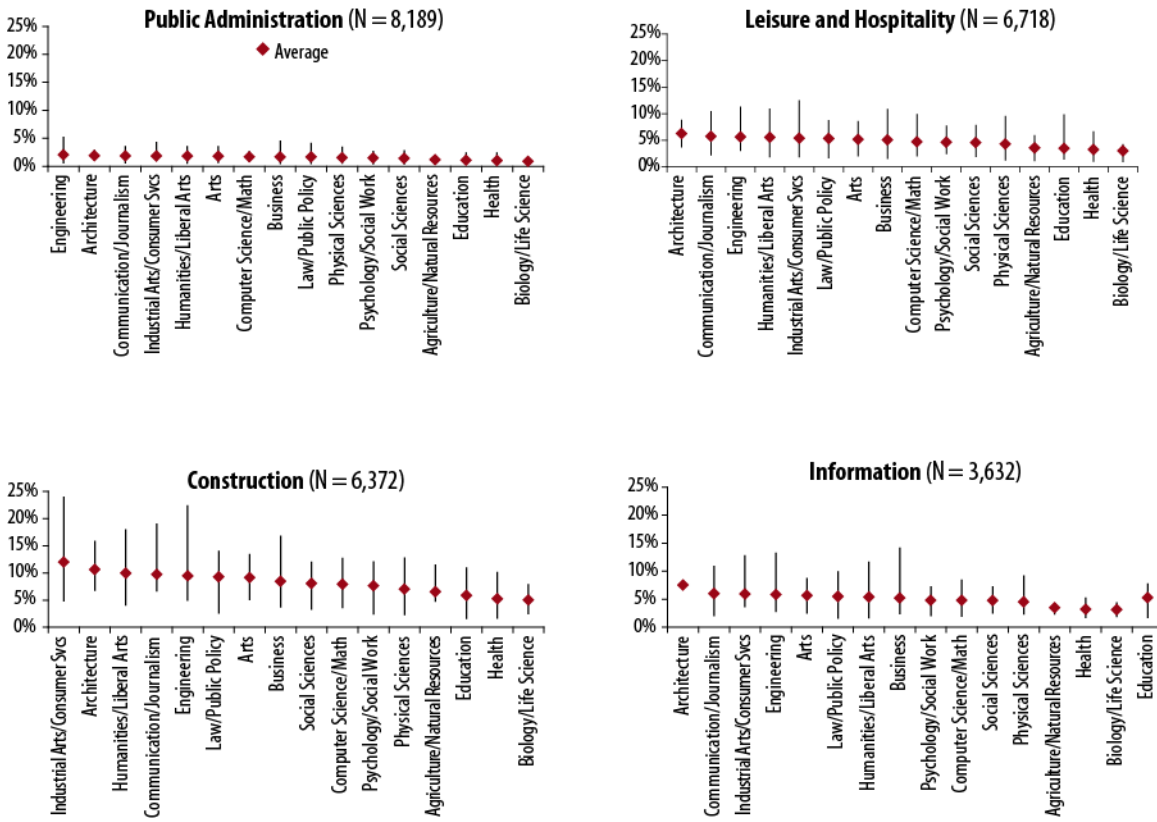 Public Administration (N = 8,189)
25%
20%
15%
10%
5%
0%
Average
Engineering
Architecture
Communication/Journalism
Industrial Arts/Consumer Svcs
Humanities/Liberal Arts
Arts
Computer Science/Math
Business
Law/Public Policy
Physical Sciences
Psychology/Social Work
Social Sciences
Agriculture/Natural Resources
Education
Health
Biology/Life Science
Leisure and Hospitality (N = 6,718)
25%
20%
15%
10%
5%
0%
Architecture
Communication/Journalism
Engineering
Humanities/Liberal Arts
Industrial Arts/Consumer Svcs
Law/Public Policy
Arts
Business
Computer Science/Math
Psychology/Social Work
Social Sciences
Physical Sciences
Agriculture/Natural Resources
Education
Health
Biology/Life Science
Construction (N = 6,372)
25%
20%
15%
10%
5%
0%
Industrial Arts/Consumer Svcs
Architecture
Humanities/Liberal Arts
Communication/Journalism
Engineering
Law/Public Policy
Arts
Business
Social Sciences
Computer Science/Math
Psychology/Social Work
Physical Sciences
Agriculture/Natural Resources
Education
Health
Biology/Life Science
Information (N = 3,632)
25%
20%
15%
10%
5%
0%
Architecture
Communication/Journalism
Industrial Arts/Consumer Svcs
Engineering
Arts
Law/Public Policy
Humanities/Liberal Arts
Business
Psychology/Social Work
Computer Science/Math
Social Sciences
Physical Sciences
Agriculture/Natural Resources
Health
Biology/Life Science
Education